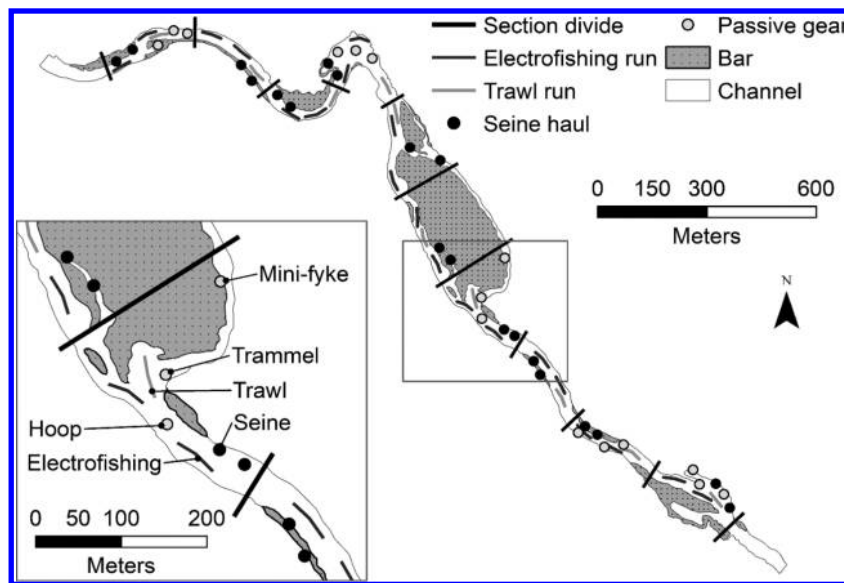 Section divide
Passive gear
Electrofishing run
Bar
Trawl run
Channel
Seine haul
0 150 300 600
Meters
N
Mini-fyke
Trammel
Trawl
Hoop
Seine
Electrofishing
0 50 100 200
Meters